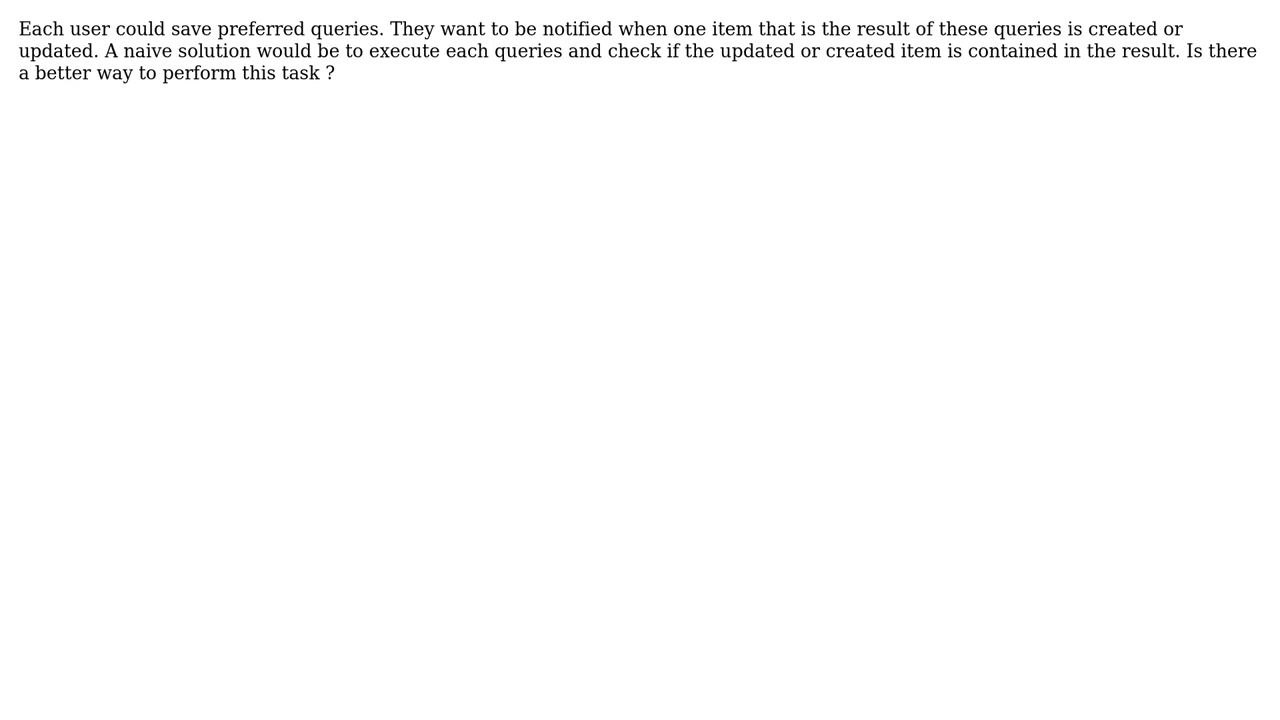 Each user could save preferred queries. They want to be notified when one item that is the result of these queries is created or
updated. A naive solution would be to execute each queries and check if the updated or created item is contained in the result. Is there
a better way to perform this task ?